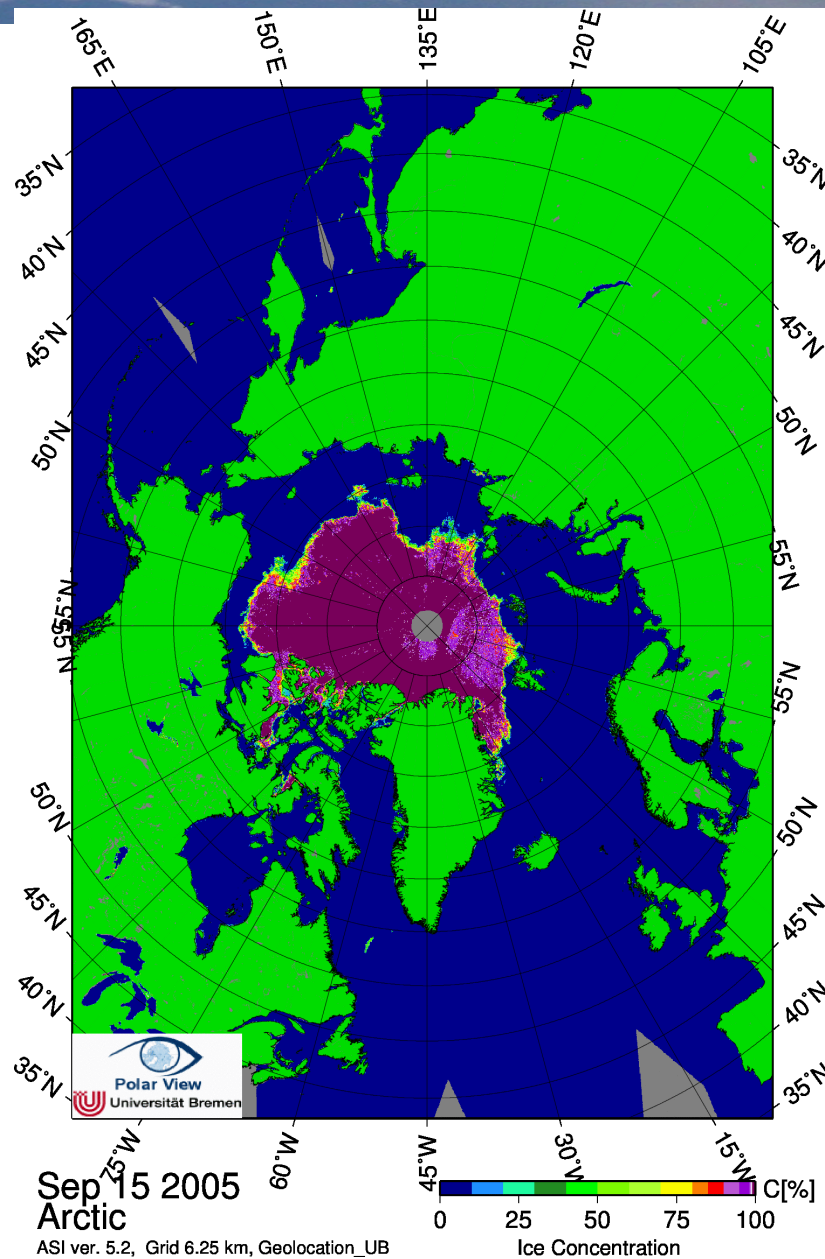 165°E 150°E 135°E 120°E 105°E
35°N 35°N
40°N 40°N
45°N 45°N
50°N 50°N
55°N 55°N
55°N 55°N
50°N 50°N
45°N 45°N
40°N 40°N
35°N 35°N
Polar View
Universität Bremen
75°W 60°W 45°W 30°W 15°W
Sep 15 2005
Arctic
ASI ver. 5.2, Grid 6.25 km, Geolocation_UB
C[%]
0 25 50 75 100
Ice Concentration